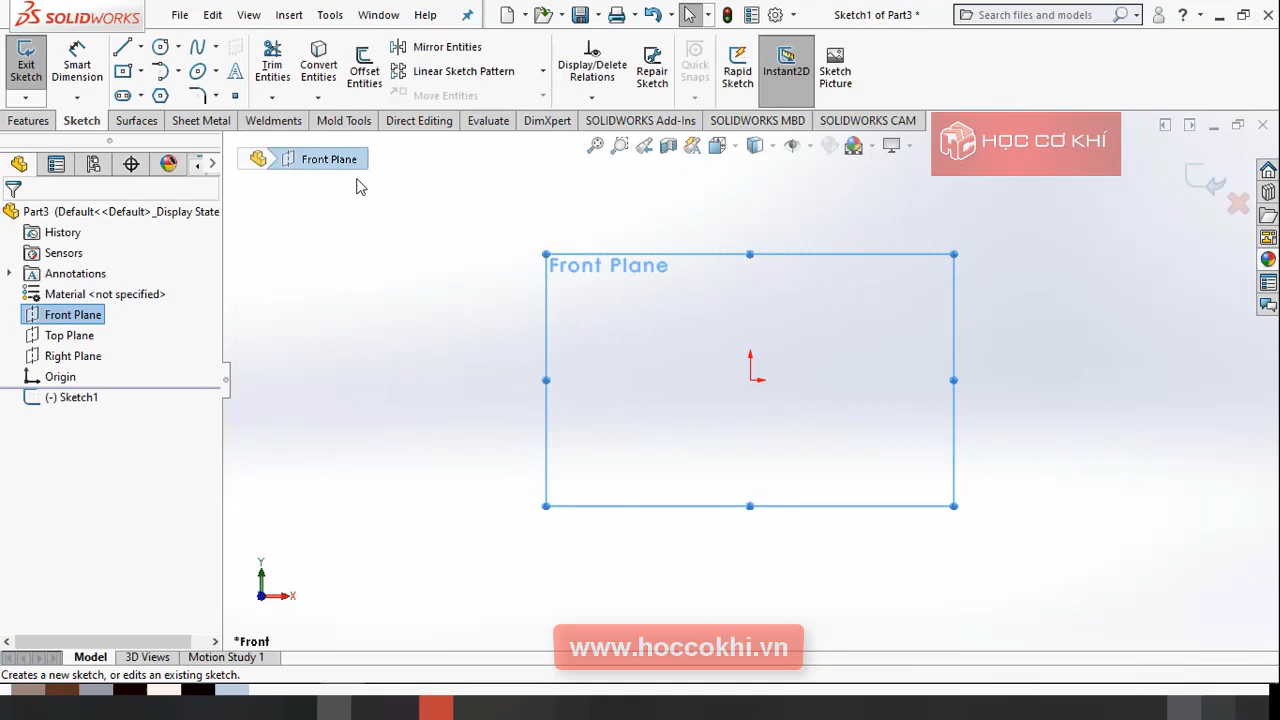 SOLIDWORKS
File
Edit
View
Insert
Tools
Window
Help
Sketch1 of Part3 *
Search files and models
?
Exit Sketch
Smart Dimension
Trim Entities
Convert Entities
Offset Entities
Mirror Entities
Linear Sketch Pattern
Move Entities
Display/Delete Relations
Repair Sketch
Quick Snaps
Rapid Sketch
Instant2D
Sketch Picture
Features
Sketch
Surfaces
Sheet Metal
Weldments
Mold Tools
Direct Editing
Evaluate
DimXpert
SOLIDWORKS Add-Ins
SOLIDWORKS MBD
SOLIDWORKS CAM
HỌC CƠ KHÍ
Front Plane
Part3 (Default<<Default>_Display State
History
Sensors
Annotations
Material <not specified>
Front Plane
Top Plane
Right Plane
Origin
(-) Sketch1
Front Plane
Y
X
*Front
www.hoccokhi.vn
Model
3D Views
Motion Study 1
Creates a new sketch, or edits an existing sketch.